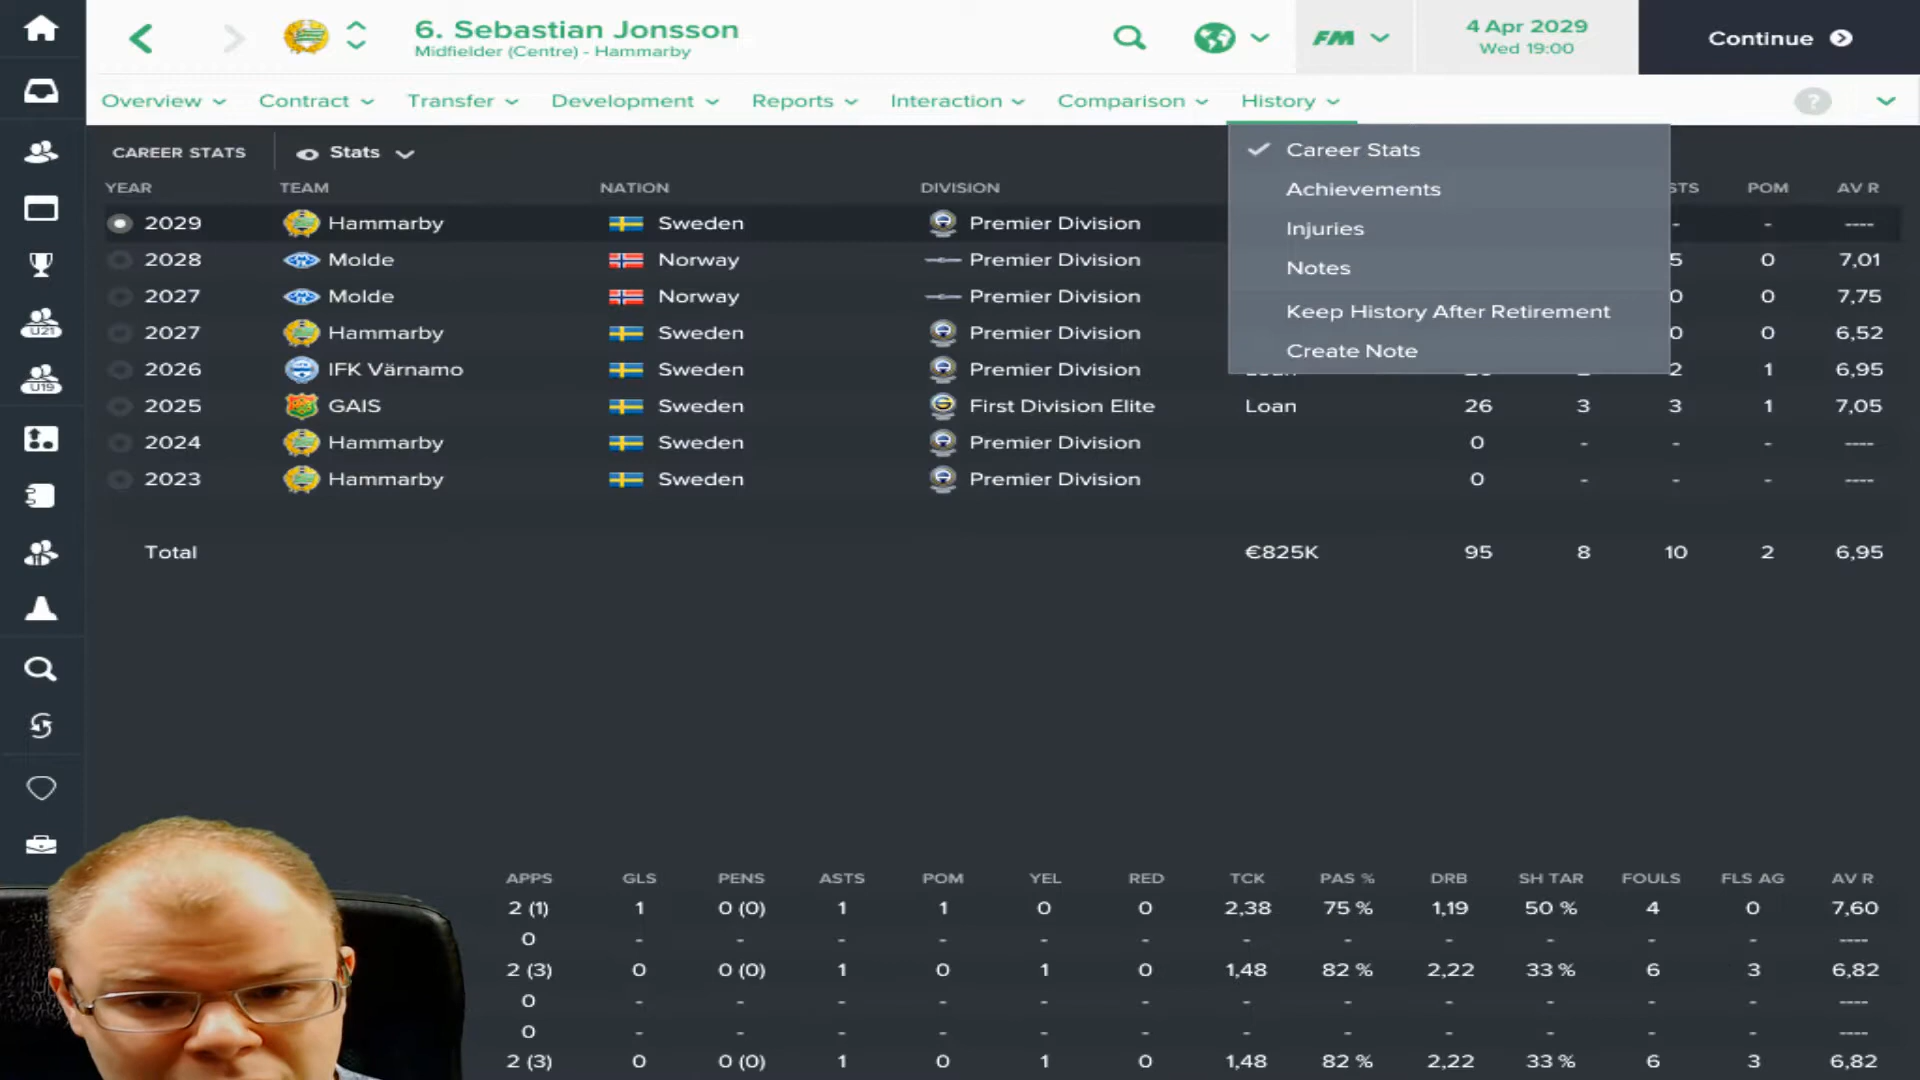 6. Sebastian Jonsson
Midfielder (Centre) - Hammarby
FM
4 Apr 2029
Wed 19:00
Continue
Overview Contract Transfer Development Reports Interaction Comparison History ?
CAREER STATS Stats
Career Stats
Achievements
Injuries
Notes
Keep History After Retirement
Create Note
YEAR TEAM NATION DIVISION STS POM AV R
2029 Hammarby Sweden Premier Division - - ----
2028 Molde Norway Premier Division 5 0 7,01
2027 Molde Norway Premier Division 0 0 7,75
2027 Hammarby Sweden Premier Division 0 0 6,52
2026 IFK Värnamo Sweden Premier Division 2 1 6,95
2025 GAIS Sweden First Division Elite Loan 26 3 3 1 7,05
2024 Hammarby Sweden Premier Division 0 - - - ----
2023 Hammarby Sweden Premier Division 0 - - - ----
Total €825K 95 8 10 2 6,95
U21
U19
APPS GLS PENS ASTS POM YEL RED TCK PAS % DRB SH TAR FOULS FLS AG AV R
2 (1) 1 0 (0) 1 1 0 0 2,38 75 % 1,19 50 % 4 0 7,60
0 - - - - - - - - - - - - ----
2 (3) 0 0 (0) 1 0 1 0 1,48 82 % 2,22 33 % 6 3 6,82
0 - - - - - - - - - - - - ----
0 - - - - - - - - - - - - ----
2 (3) 0 0 (0) 1 0 1 0 1,48 82 % 2,22 33 % 6 3 6,82